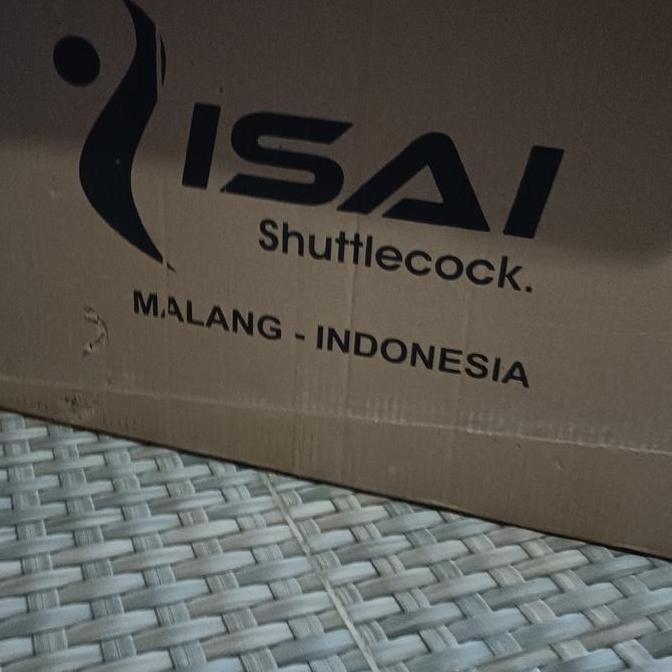 ISAI
Shuttlecock.
MALANG - INDONESIA